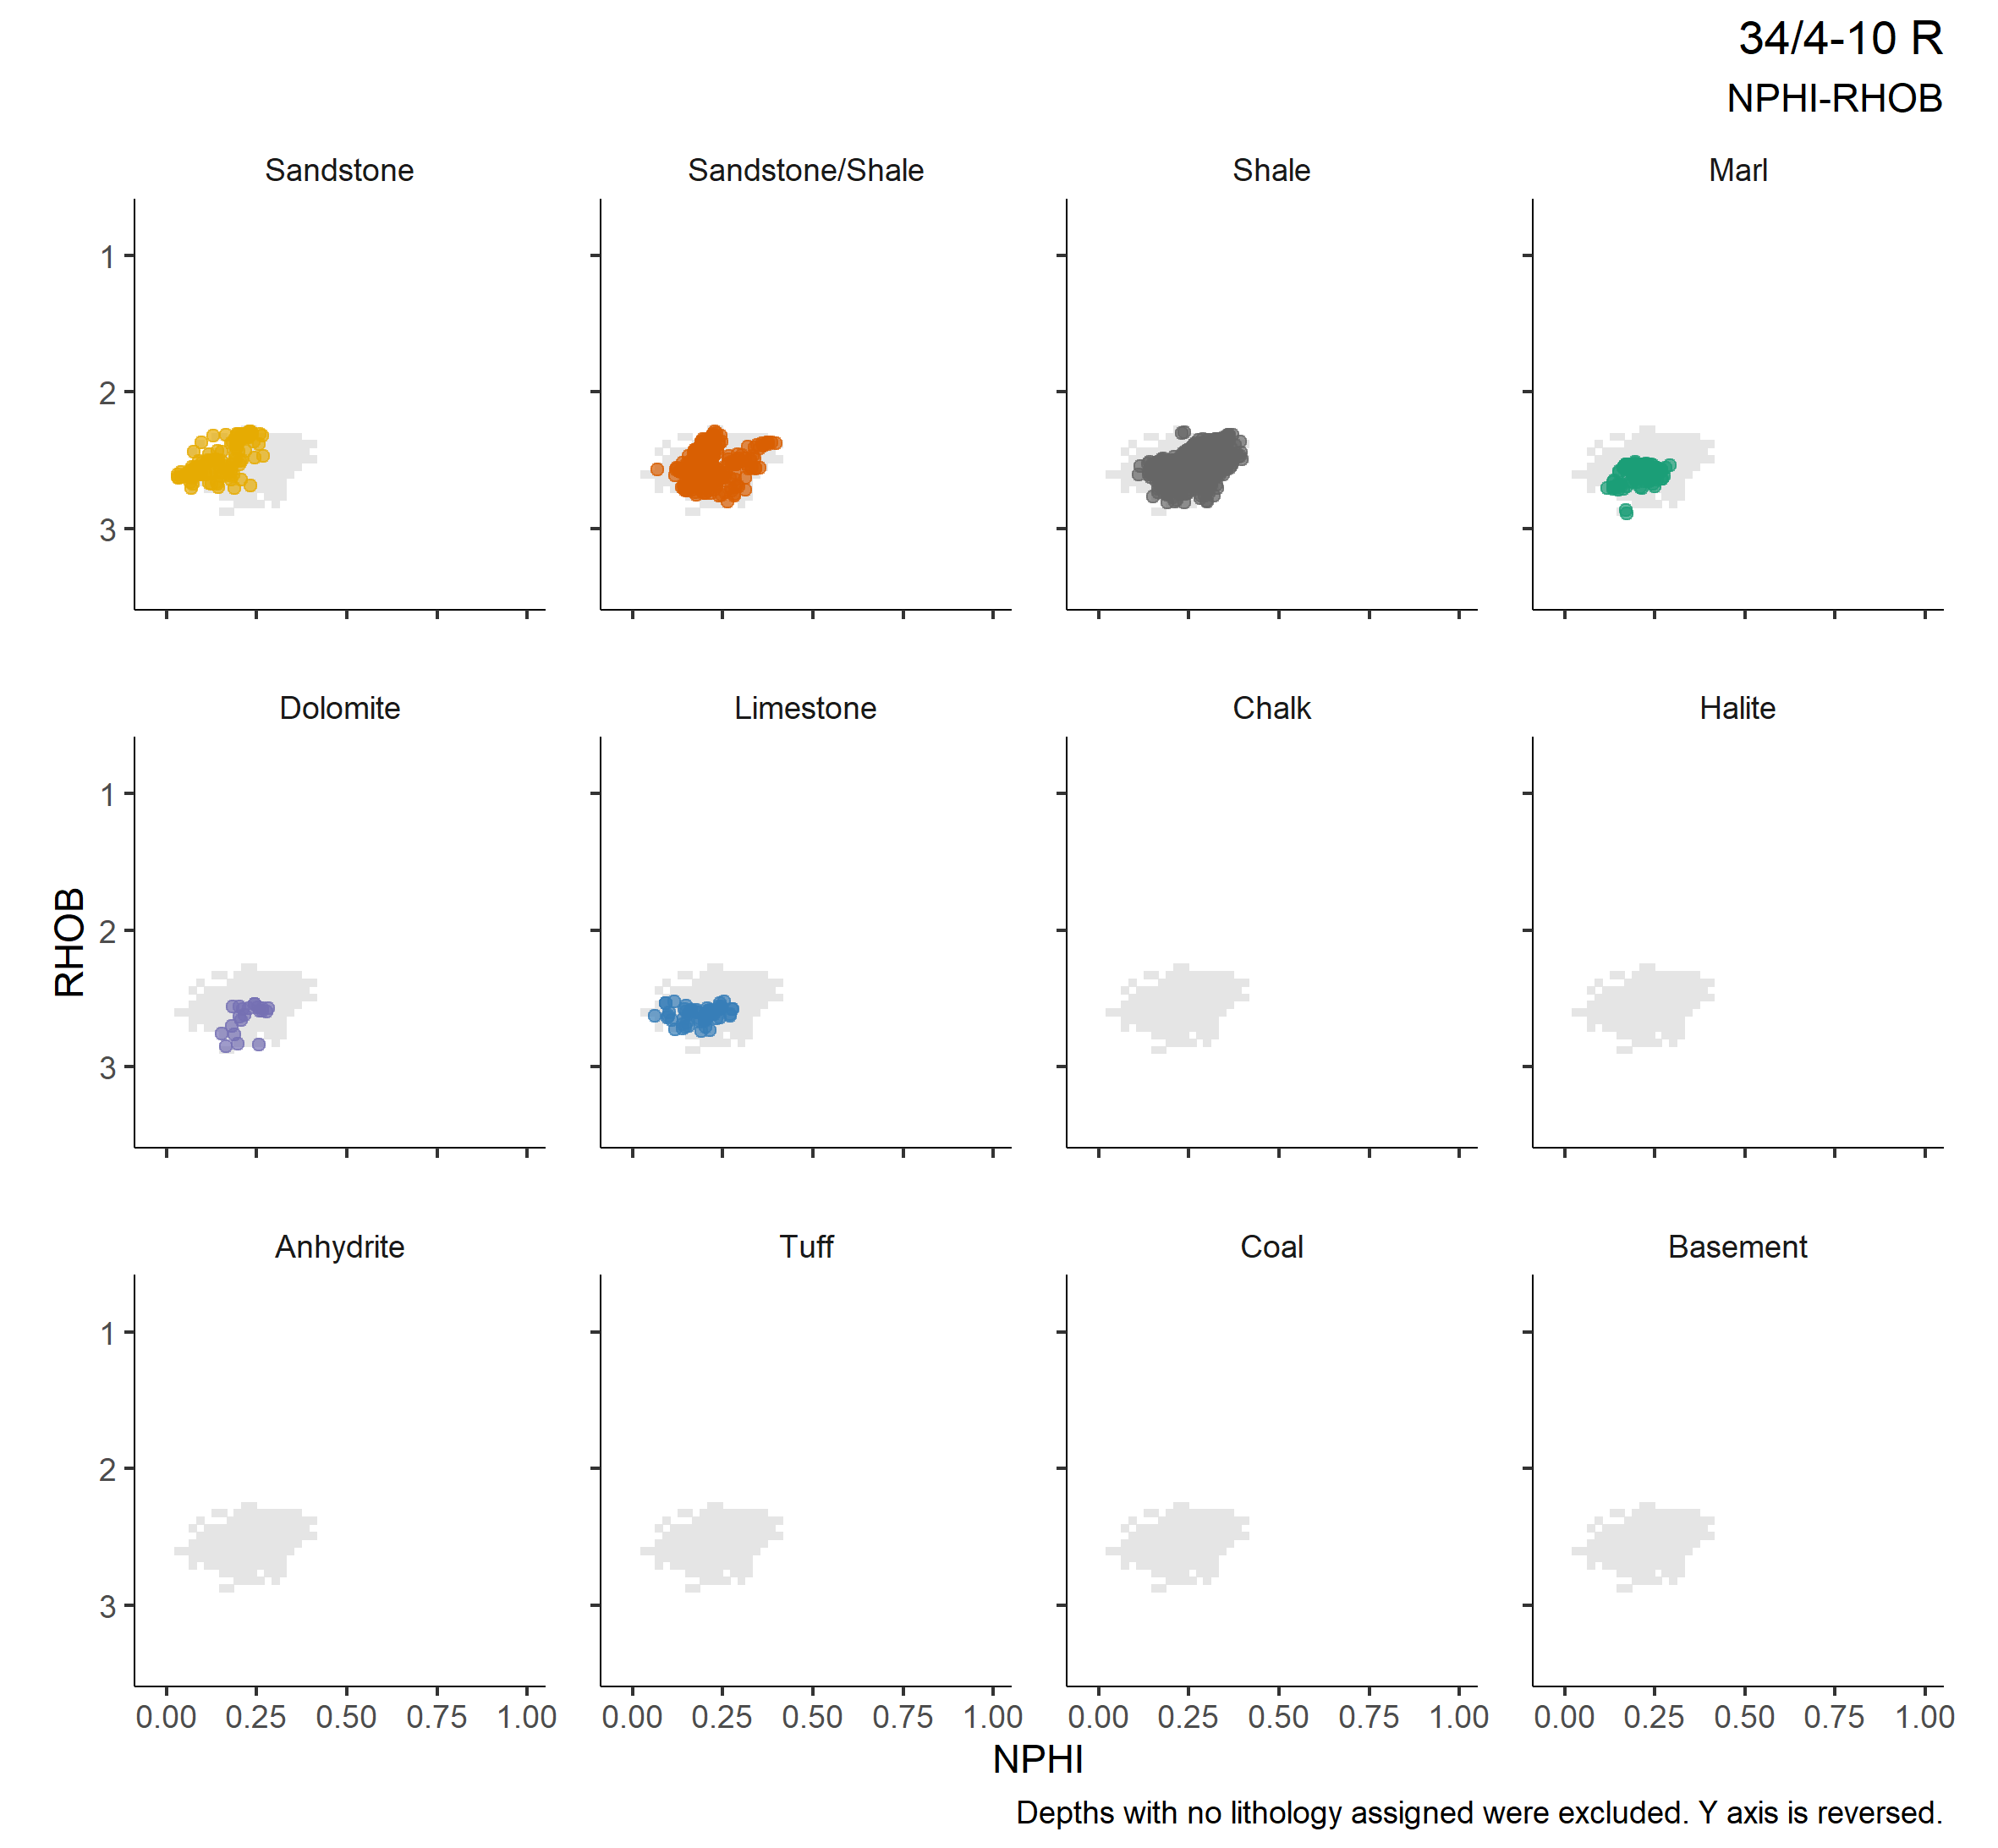 34/4-10 R
NPHI-RHOB
Sandstone Sandstone/Shale Shale Marl
1
2
3
Dolomite Limestone Chalk Halite
1
2
3
RHOB
Anhydrite Tuff Coal Basement
1
2
3
0.00 0.25 0.50 0.75 1.00 0.00 0.25 0.50 0.75 1.00 0.00 0.25 0.50 0.75 1.00 0.00 0.25 0.50 0.75 1.00
NPHI
Depths with no lithology assigned were excluded. Y axis is reversed.